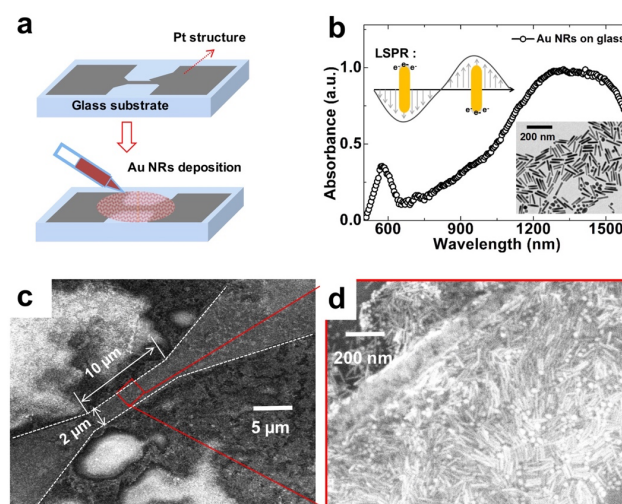 a
Pt structure
Glass substrate
Au NRs deposition
b
Au NRs on glass
LSPR :
e- e- e-
e- e- e-
e- e- e-
e- e- e-
200 nm
Absorbance (a.u.)
1.0
0.5
0.0
600 900 1200 1500
Wavelength (nm)
c
10 μm
2 μm
5 μm
d
200 nm